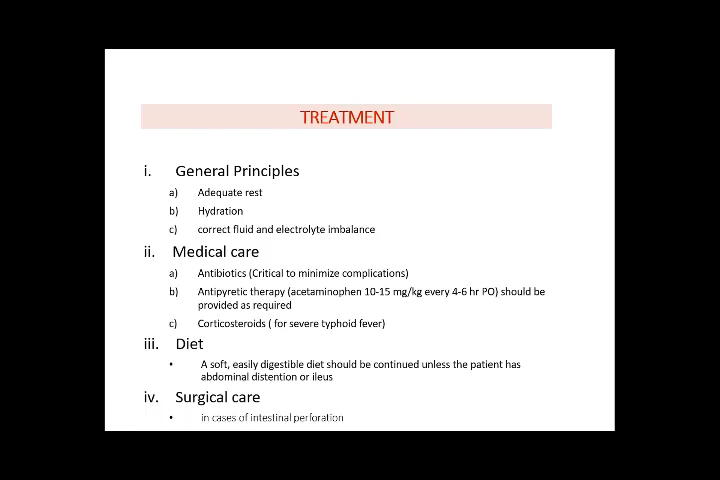 TREATMENT
i. General Principles
a) Adequate rest
b) Hydration
c) correct fluid and electrolyte imbalance
ii. Medical care
a) Antibiotics (Critical to minimize complications)
b) Antipyretic therapy (acetaminophen 10-15 mg/kg every 4-6 hr PO) should be
provided as required
c) Corticosteroids ( for severe typhoid fever)
iii. Diet
• A soft, easily digestible diet should be continued unless the patient has
abdominal distention or ileus
iv. Surgical care
• in cases of intestinal perforation